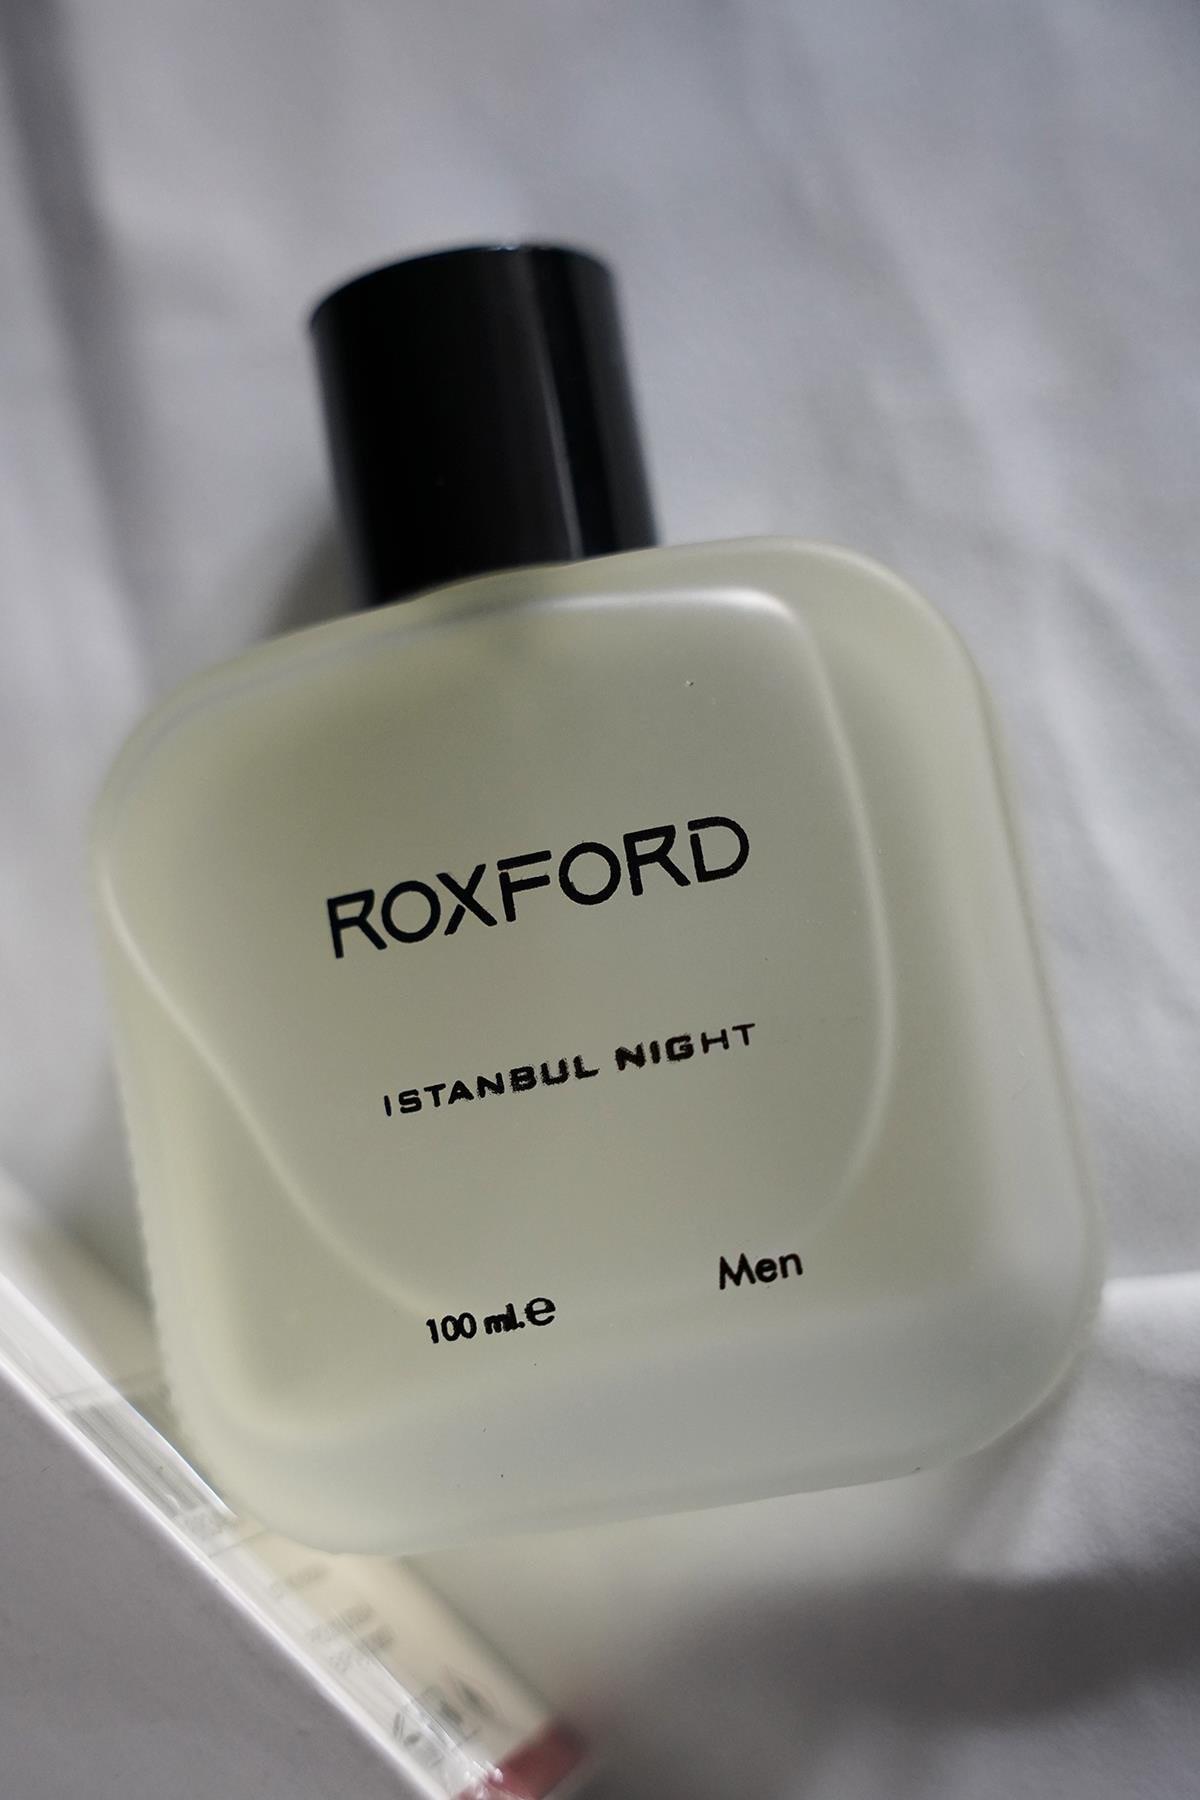 ROXFORD
ISTANBUL NIGHT
100 ml.e
Men